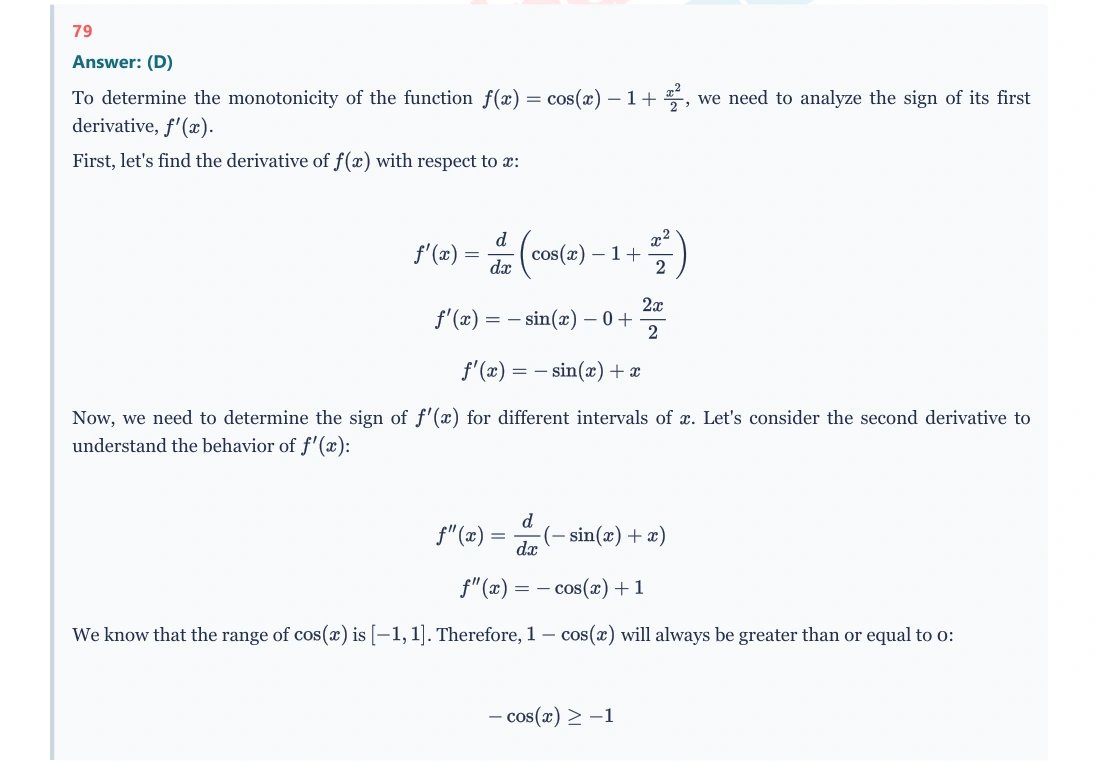 79
Answer: (D)
To determine the monotonicity of the function f(x) = cos(x) − 1 + x²/2, we need to analyze the sign of its first
derivative, f′(x).
First, let's find the derivative of f(x) with respect to x:
f′(x) = d/dx (cos(x) − 1 + x²/2)
f′(x) = − sin(x) − 0 + 2x/2
f′(x) = − sin(x) + x
Now, we need to determine the sign of f′(x) for different intervals of x. Let's consider the second derivative to
understand the behavior of f′(x):
f″(x) = d/dx (− sin(x) + x)
f″(x) = − cos(x) + 1
We know that the range of cos(x) is [−1, 1]. Therefore, 1 − cos(x) will always be greater than or equal to 0:
− cos(x) ≥ −1